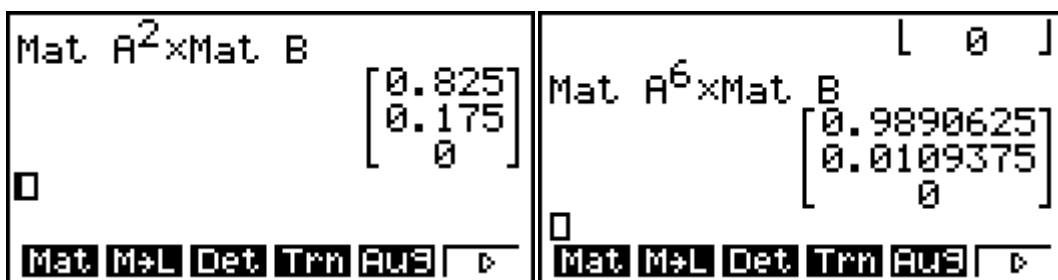 Mat A²×Mat B
[0.825]
[0.175]
[0]
Mat M→L Det Trn Aug ▷
[0]
Mat A⁶×Mat B
[0.9890625]
[0.0109375]
[0]
Mat M→L Det Trn Aug ▷